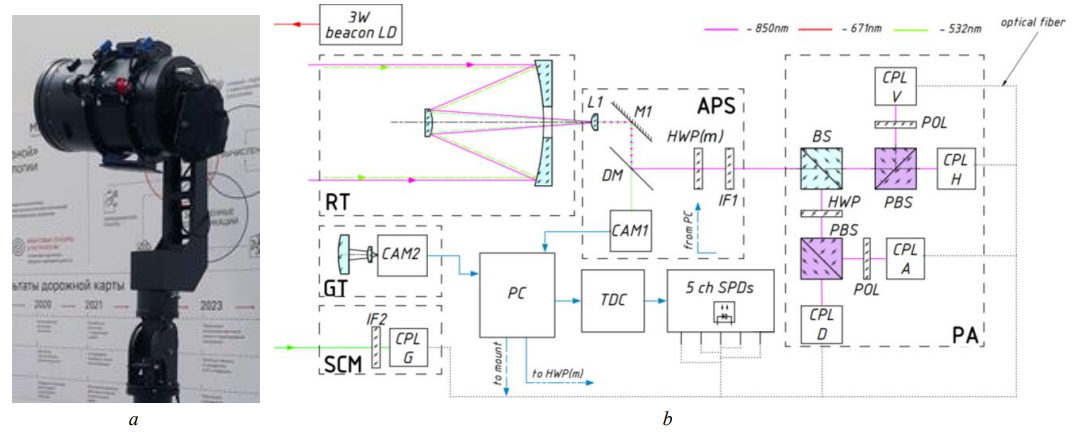 3W
beacon LD
- 850nm
- 671nm
- 532nm
optical fiber
RT
L1
M1
APS
HWP(m)
DM
IF1
CAM1
from PC
CPL
V
POL
BS
PBS
CPL
H
HWP
PBS
POL
CPL
A
CPL
D
PA
GT
CAM2
PC
TDC
5 ch SPDs
IF2
CPL
G
SCM
to mount
to HWP(m)
ультаты дорожной карты
2020
2021
2023
a
b